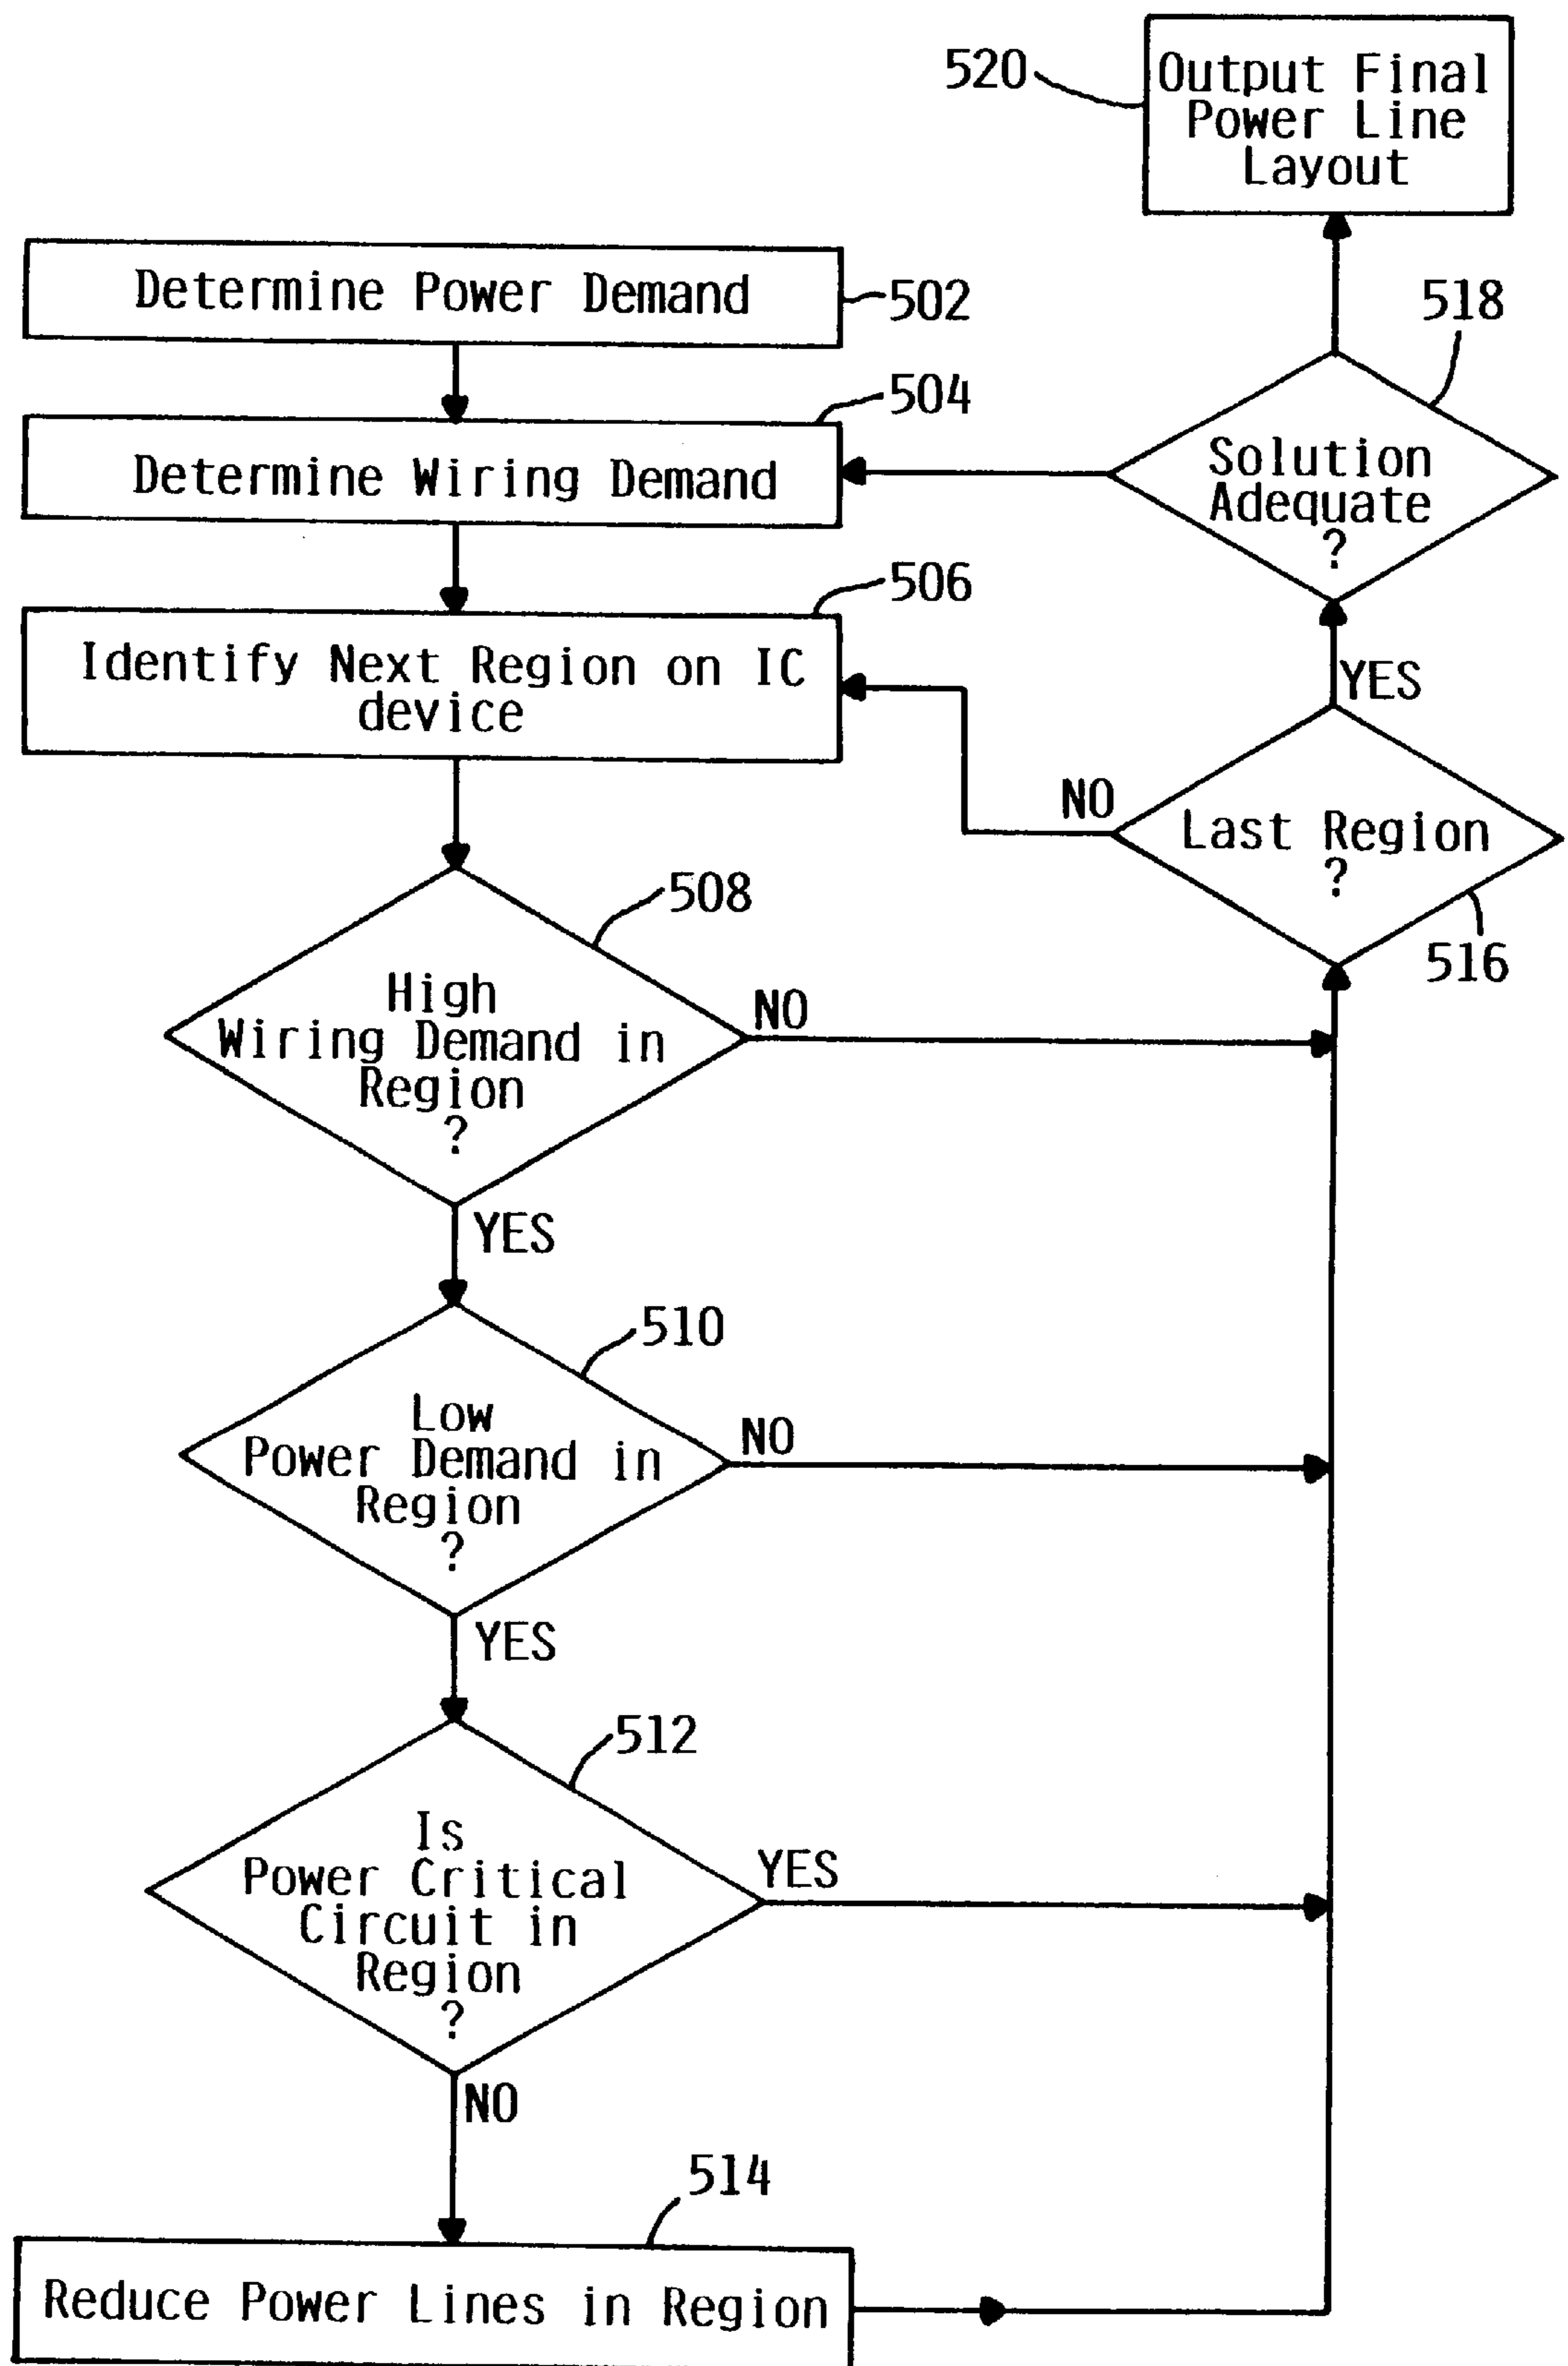 520
Output Final
Power Line
Layout
Determine Power Demand
502
518
504
Determine Wiring Demand
Solution
Adequate
?
506
Identify Next Region on IC
device
YES
NO
Last Region
?
508
516
High
Wiring Demand in
Region
?
NO
YES
510
Low
Power Demand in
Region
?
NO
YES
512
Is
Power Critical
Circuit in
Region
?
YES
NO
514
Reduce Power Lines in Region